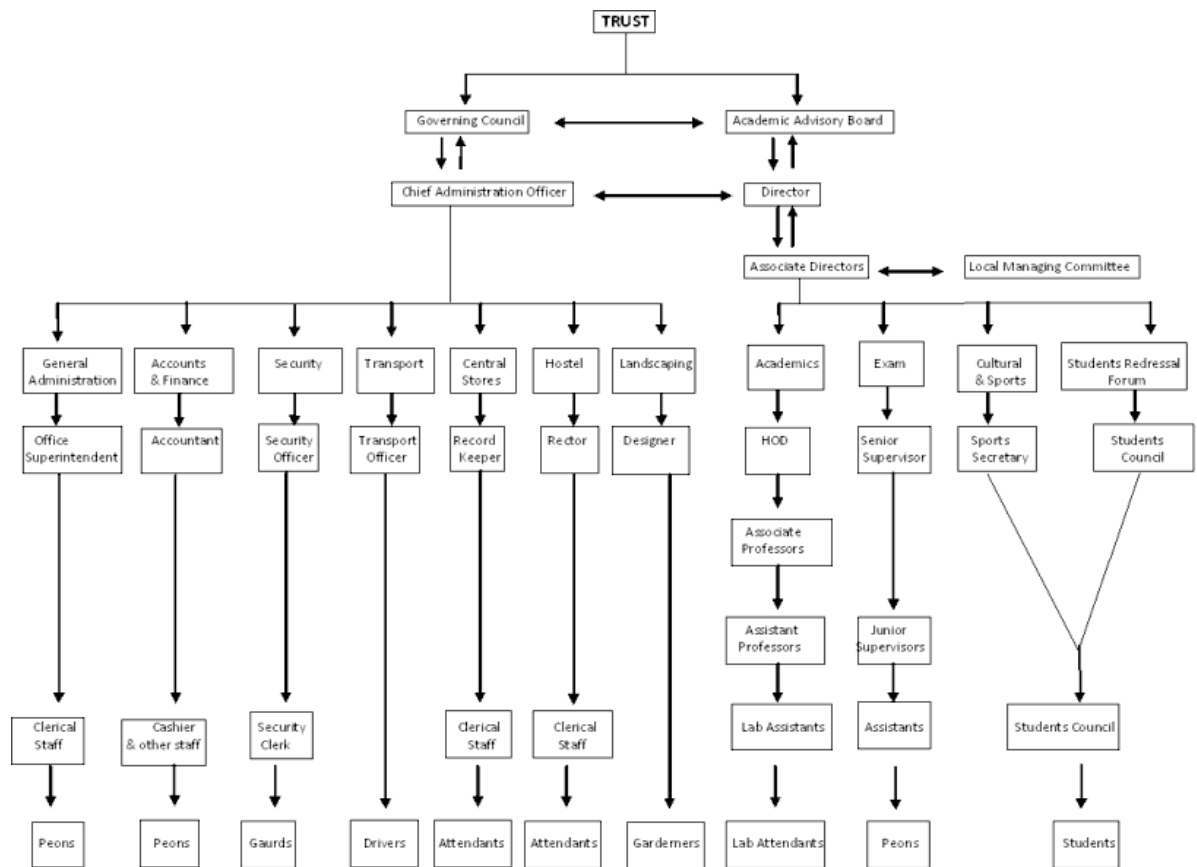 TRUST
Governing Council
Academic Advisory Board
Chief Administration Officer
Director
Associate Directors
Local Managing Committee
General
Administration
Accounts
& Finance
Security
Transport
Central
Stores
Hostel
Landscaping
Academics
Exam
Cultural
& Sports
Students Redressal
Forum
Office
Superintendent
Accountant
Security
Officer
Transport
Officer
Record
Keeper
Rector
Designer
HOD
Senior
Supervisor
Sports
Secretary
Students
Council
Associate
Professors
Assistant
Professors
Junior
Supervisors
Clerical
Staff
Cashier
& other staff
Security
Clerk
Clerical
Staff
Clerical
Staff
Lab Assistants
Assistants
Students Council
Peons
Peons
Gaurds
Drivers
Attendants
Attendants
Garderners
Lab Attendants
Peons
Students